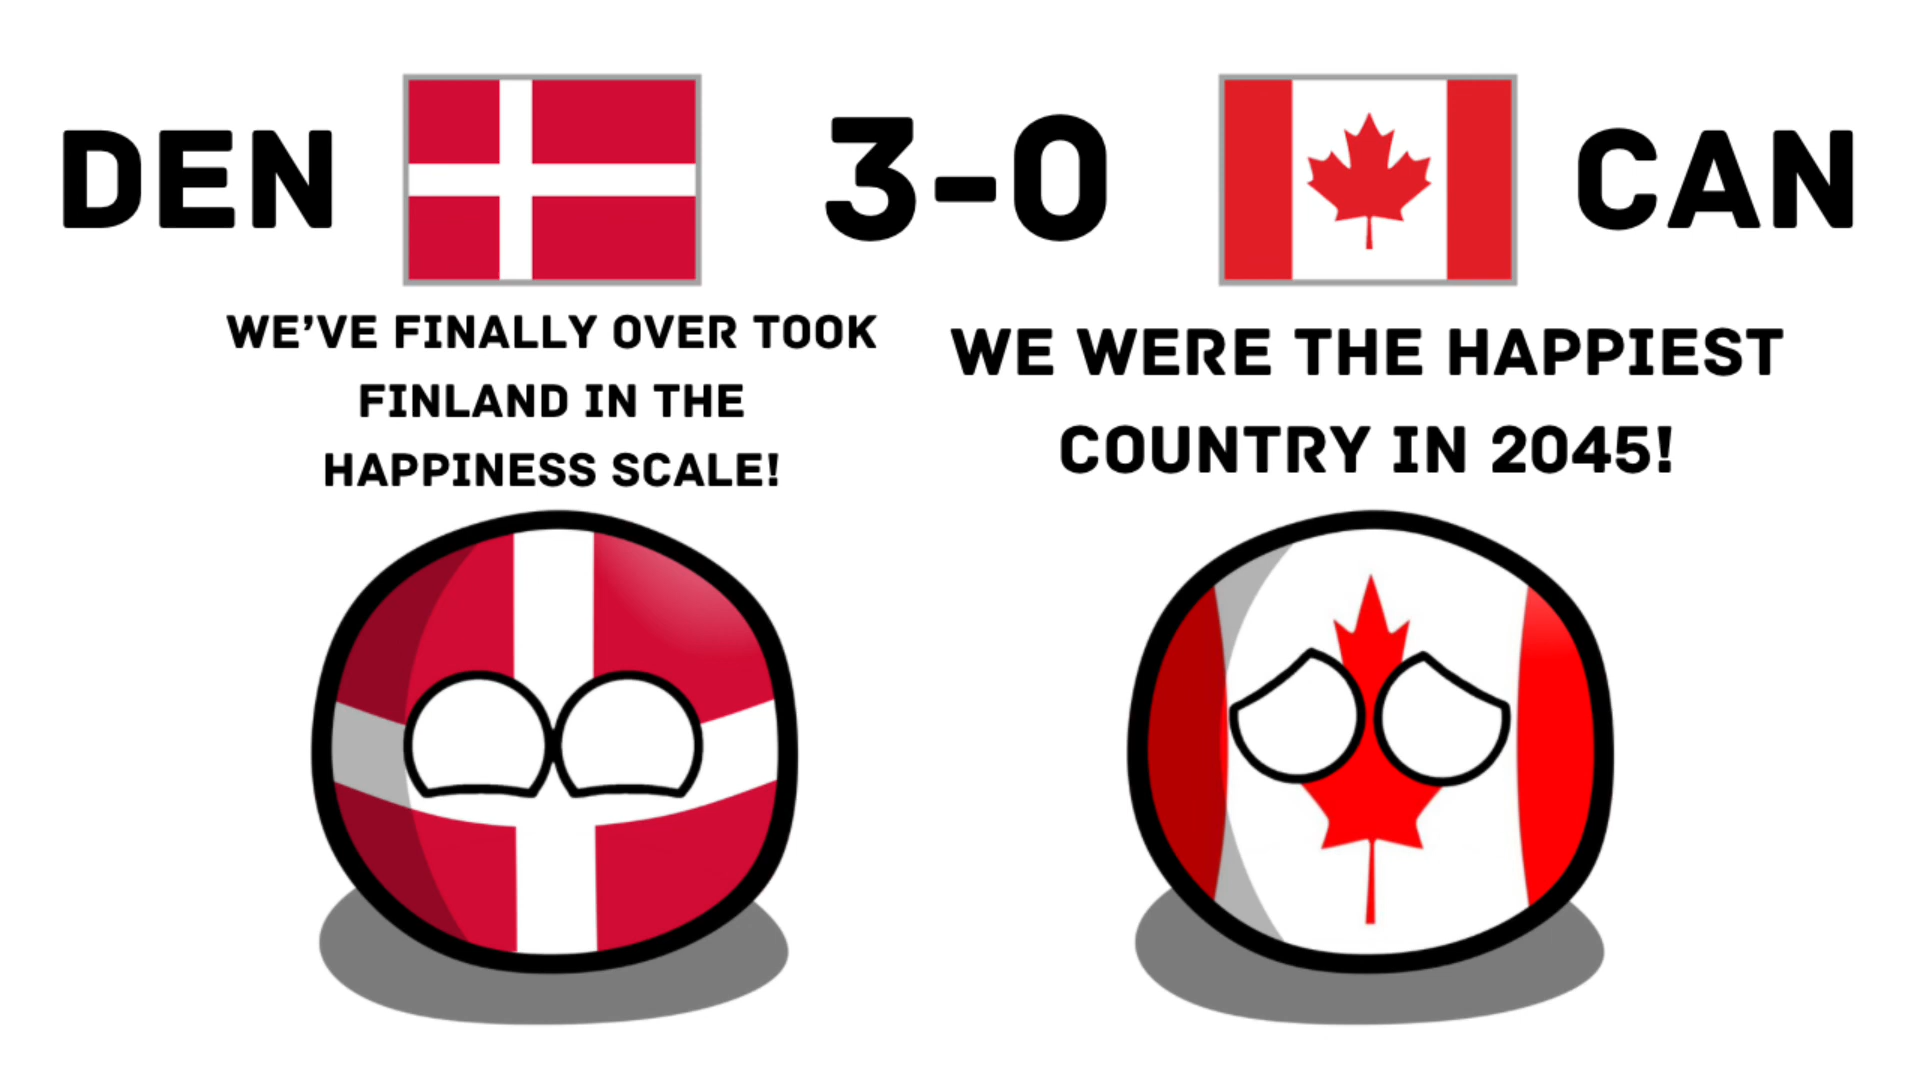 DEN 3-0 CAN
WE'VE FINALLY OVER TOOK
FINLAND IN THE
HAPPINESS SCALE!
WE WERE THE HAPPIEST
COUNTRY IN 2045!